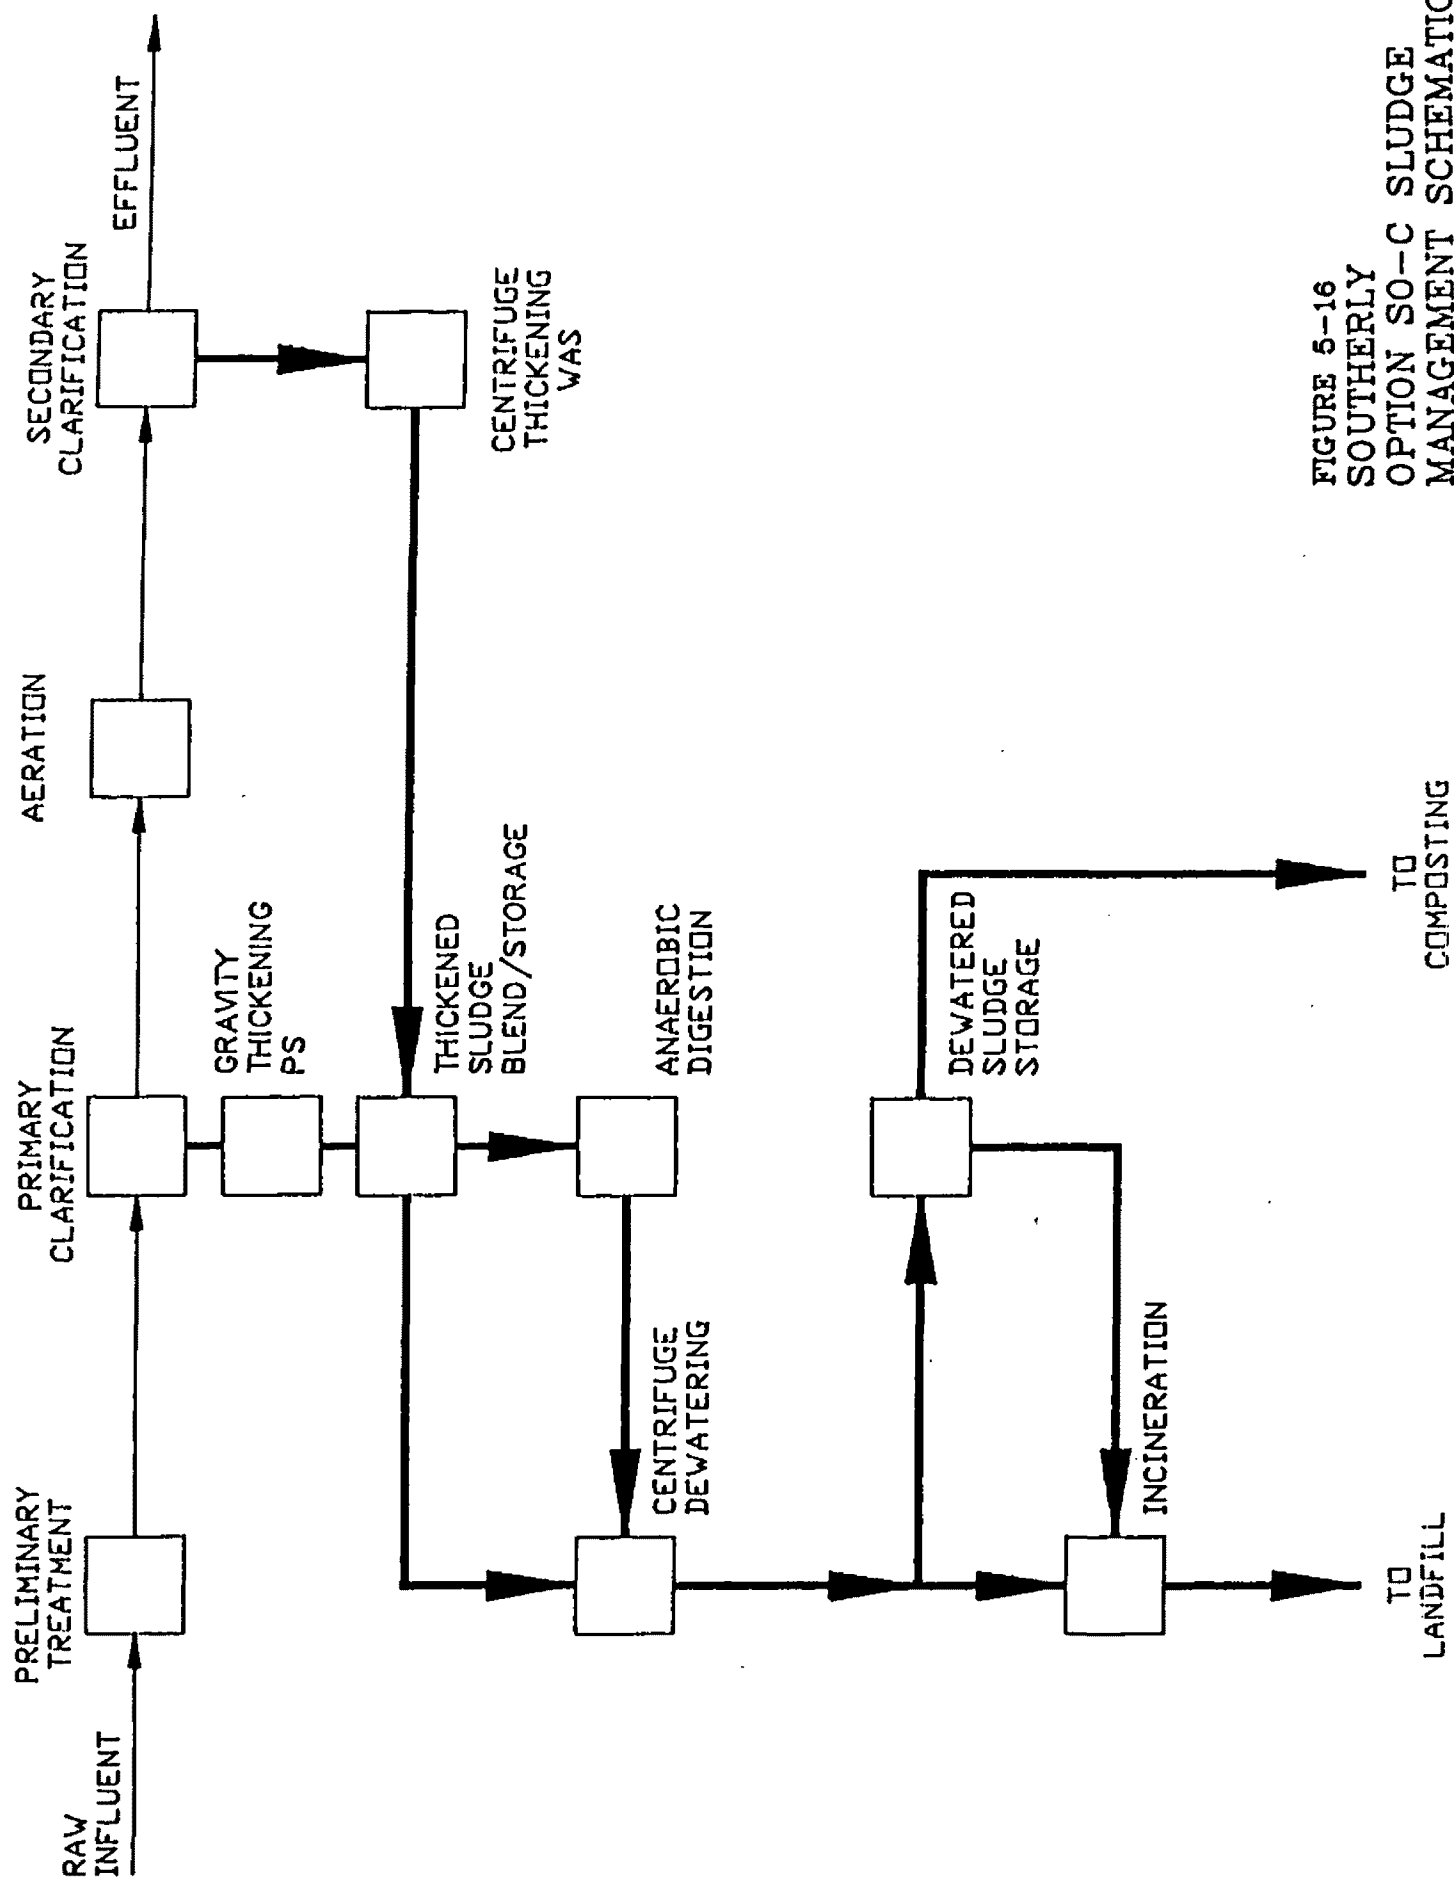 RAW
INFLUENT
PRELIMINARY
TREATMENT
PRIMARY
CLARIFICATION
AERATION
SECONDARY
CLARIFICATION
EFFLUENT
GRAVITY
THICKENING
PS
CENTRIFUGE
THICKENING
WAS
THICKENED
SLUDGE
BLEND/STORAGE
ANAEROBIC
DIGESTION
CENTRIFUGE
DEWATERING
DEWATERED
SLUDGE
STORAGE
INCINERATION
TO
LANDFILL
TO
COMPOSTING
FIGURE 5-16
SOUTHERLY
OPTION SO-C SLUDGE
MANAGEMENT SCHEMATIC